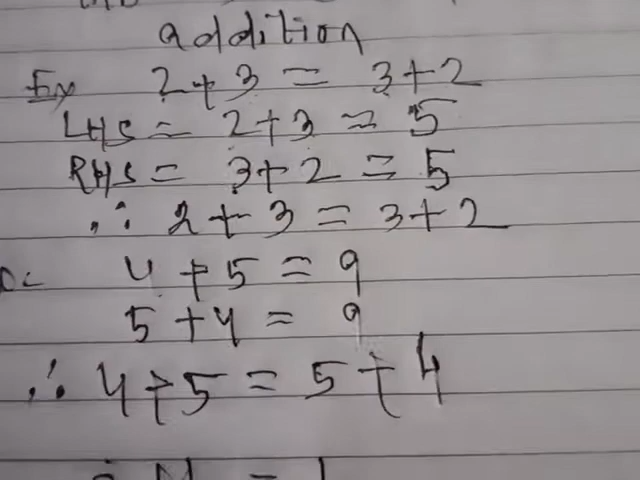 addition
Ex 2+3 = 3+2
LHS = 2+3 = 5
RHS = 3+2 = 5
∴ 2+3 = 3+2
4+5 = 9
5+4 = 9
∴ 4+5 = 5+4